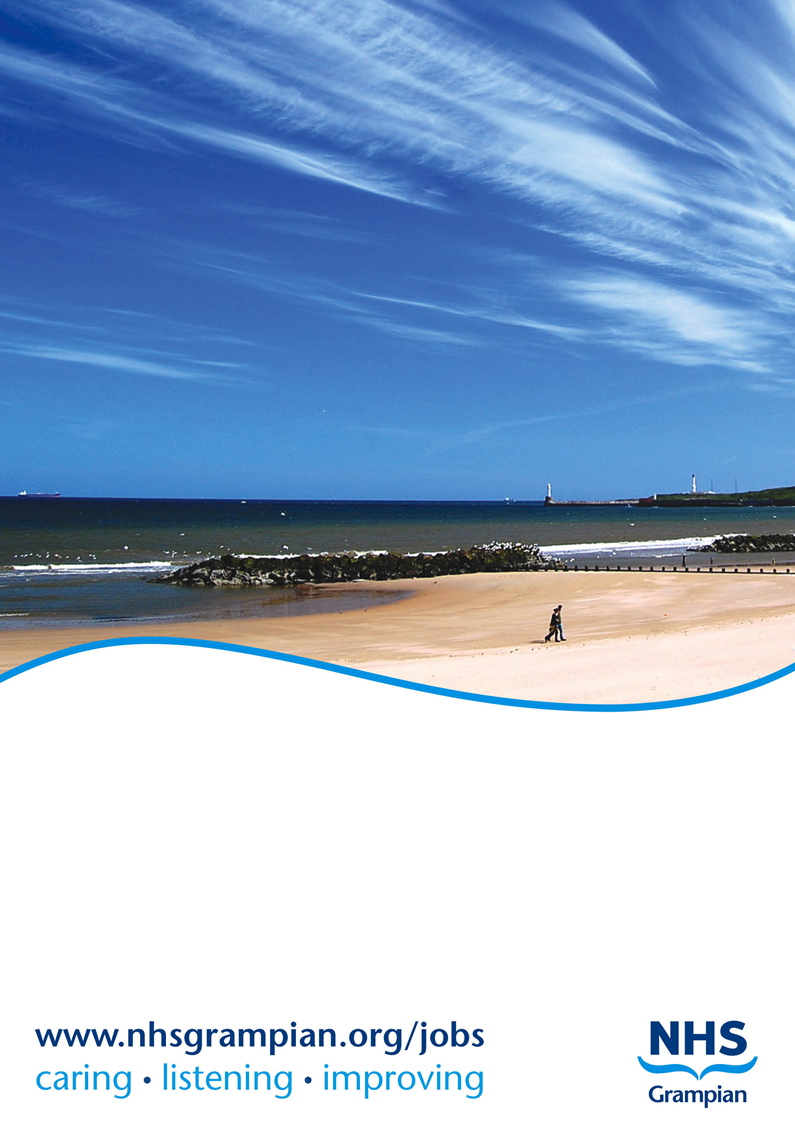 www.nhsgrampian.org/jobs
caring • listening • improving
NHS
Grampian